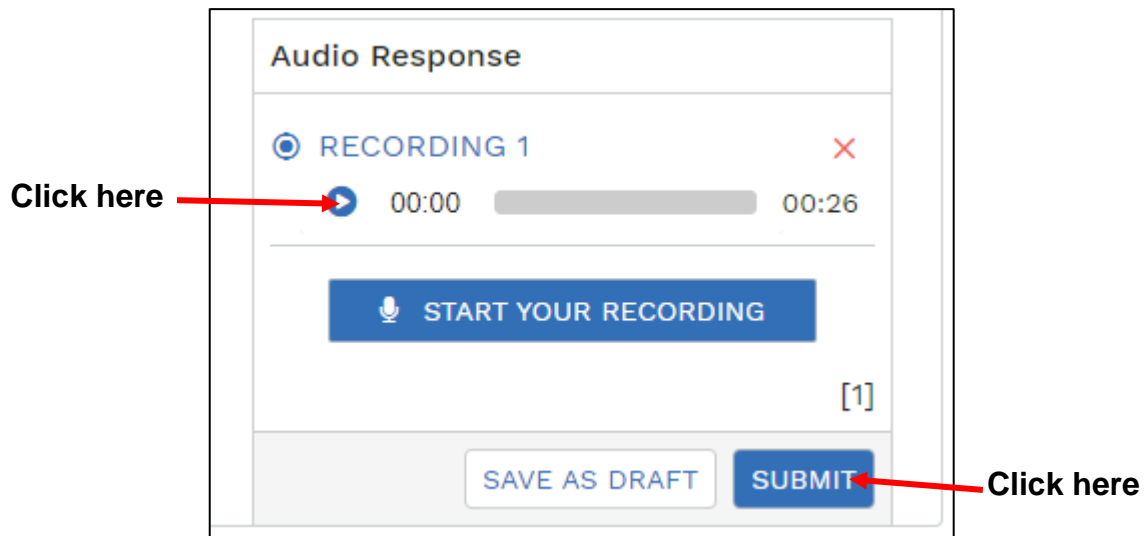 Audio Response
RECORDING 1
Click here
00:00 00:26
START YOUR RECORDING
[1]
SAVE AS DRAFT SUBMIT
Click here